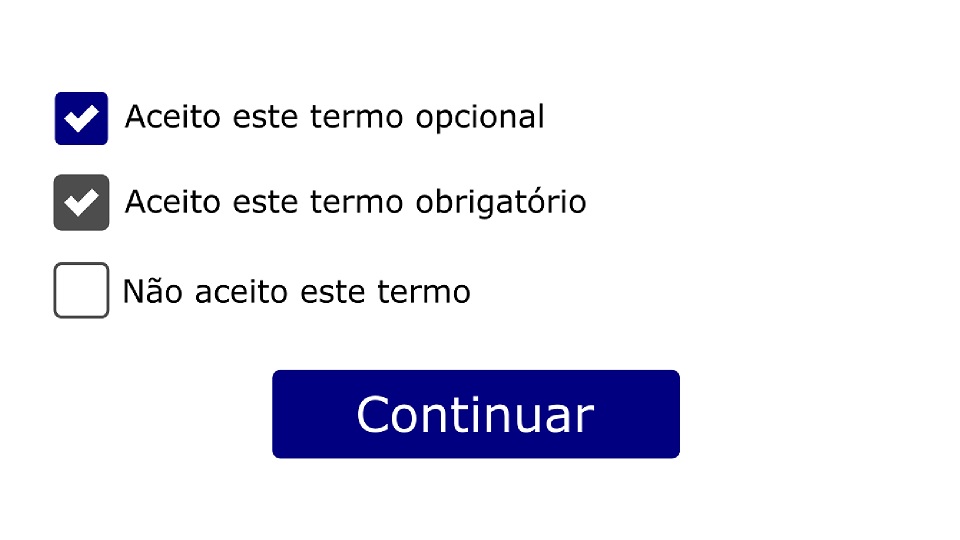 Aceito este termo opcional
Aceito este termo obrigatório
Não aceito este termo
Continuar